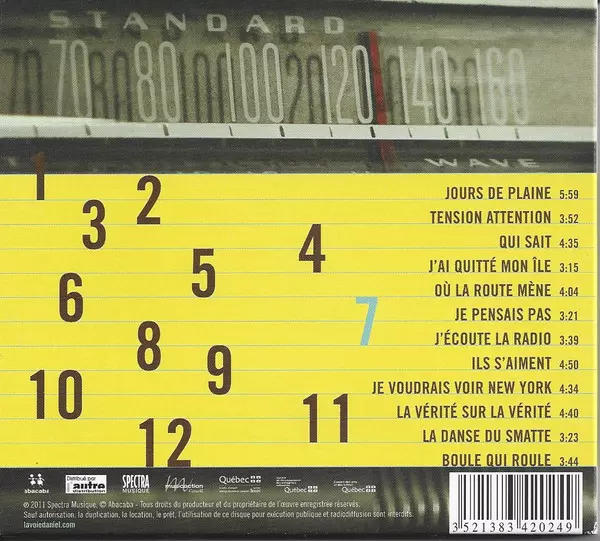 STANDARD
70 80 100 120 140 160
WAVE
1
2
3
4
5
6
7
8
9
10
11
12
JOURS DE PLAINE 5:59
TENSION ATTENTION 3:52
QUI SAIT 4:35
J'AI QUITTÉ MON ÎLE 3:15
OÙ LA ROUTE MÈNE 4:04
JE PENSAIS PAS 3:21
J'ÉCOUTE LA RADIO 3:39
ILS S'AIMENT 4:50
JE VOUDRAIS VOIR NEW YORK 4:34
LA VÉRITÉ SUR LA VÉRITÉ 4:40
LA DANSE DU SMATTE 3:23
BOULE QUI ROULE 3:44
abacaba
Distribué par
autre
distribution
SPECTRA
MUSIQUE
Québec
Québec
Québec
© 2011 Spectra Musique, © Abacaba - Tous droits du producteur et du propriétaire de l'œuvre enregistrée réservés.
Sauf autorisation, la duplication, la location, le prêt, l'utilisation de ce disque pour exécution publique et radiodiffusion sont interdits.
lavoiedaniel.com
3 521383 420249